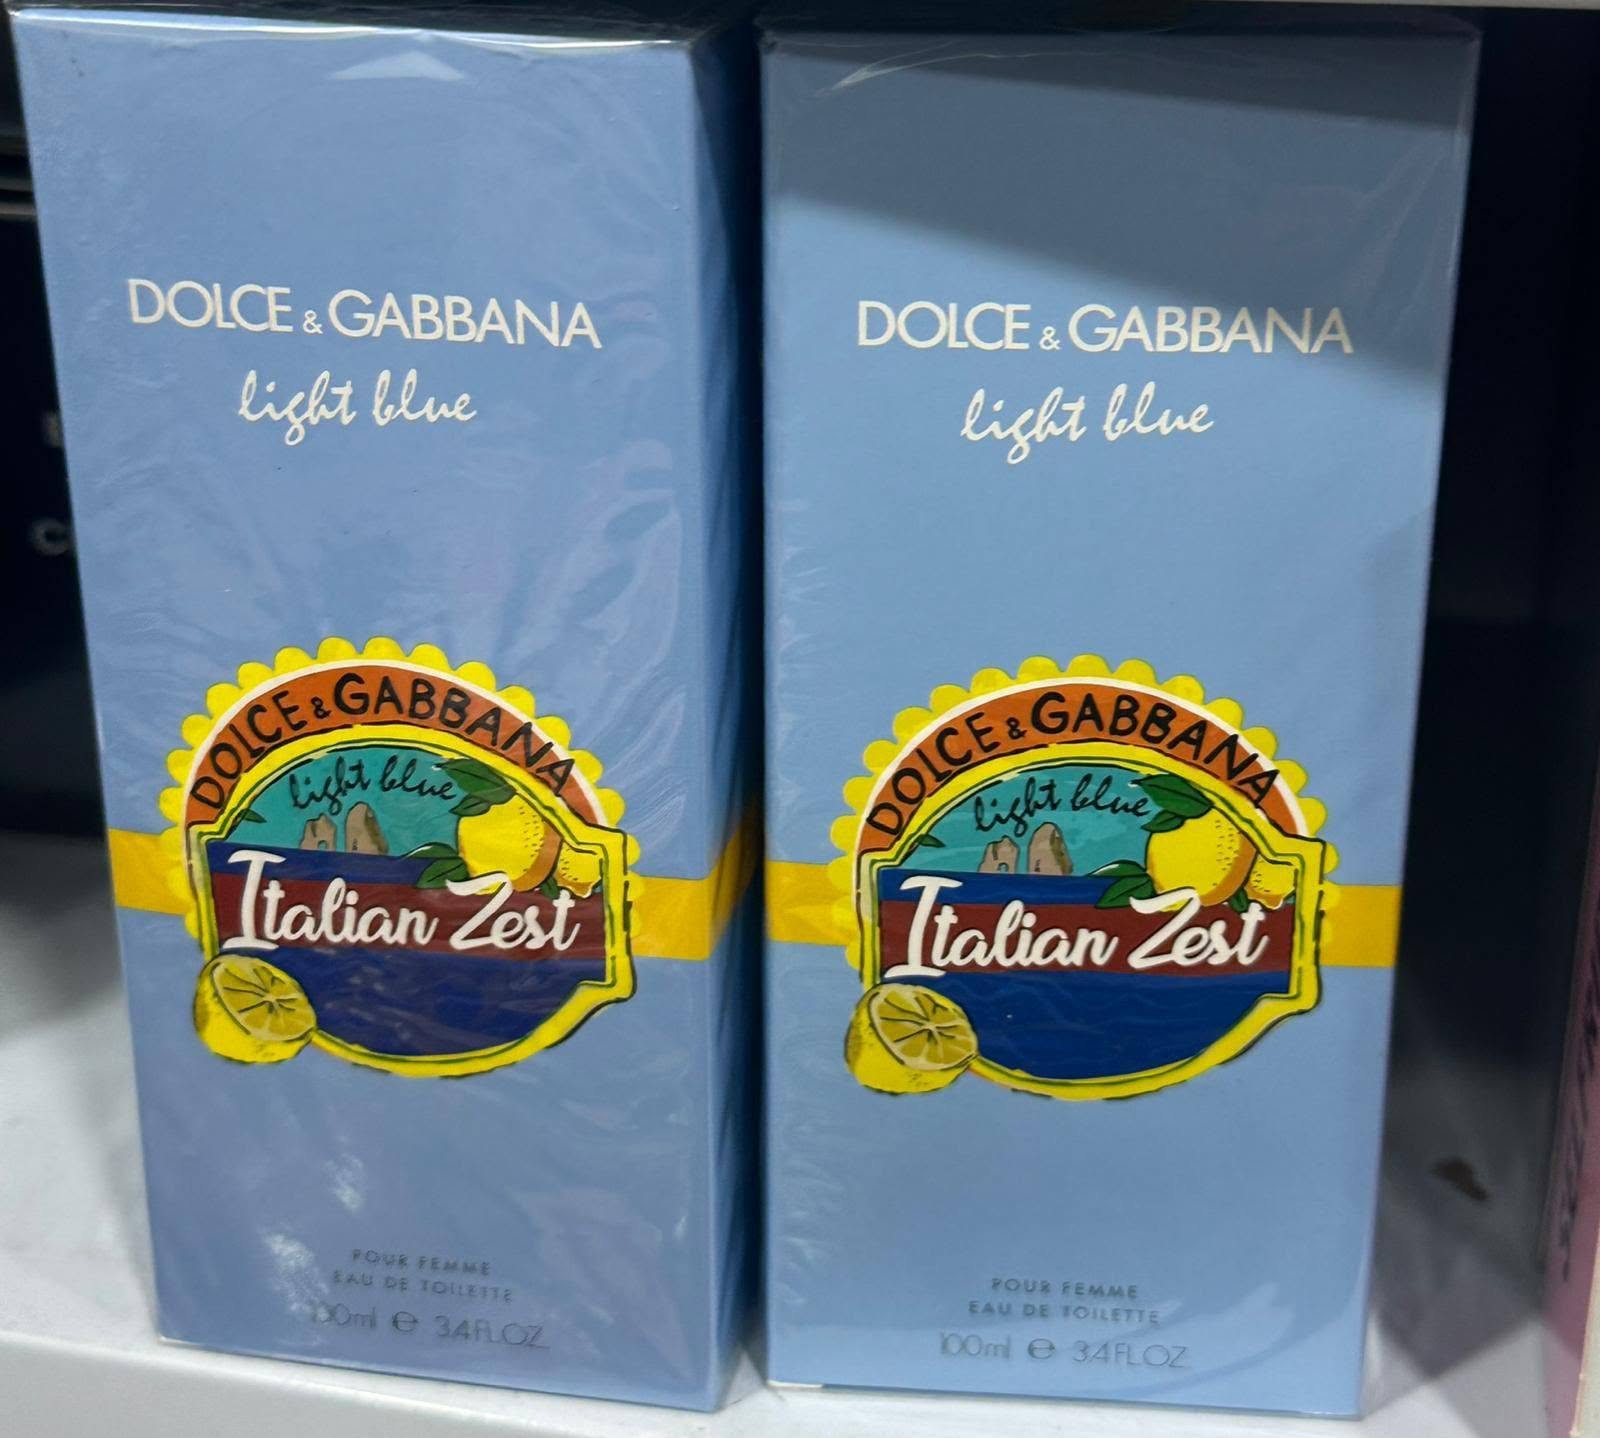 DOLCE & GABBANA
light blue
DOLCE & GABBANA
light blue
Italian Zest
POUR FEMME
EAU DE TOILETTE
100ml e 3.4FL.OZ
DOLCE & GABBANA
light blue
DOLCE & GABBANA
light blue
Italian Zest
POUR FEMME
EAU DE TOILETTE
100ml e 3.4FL.OZ